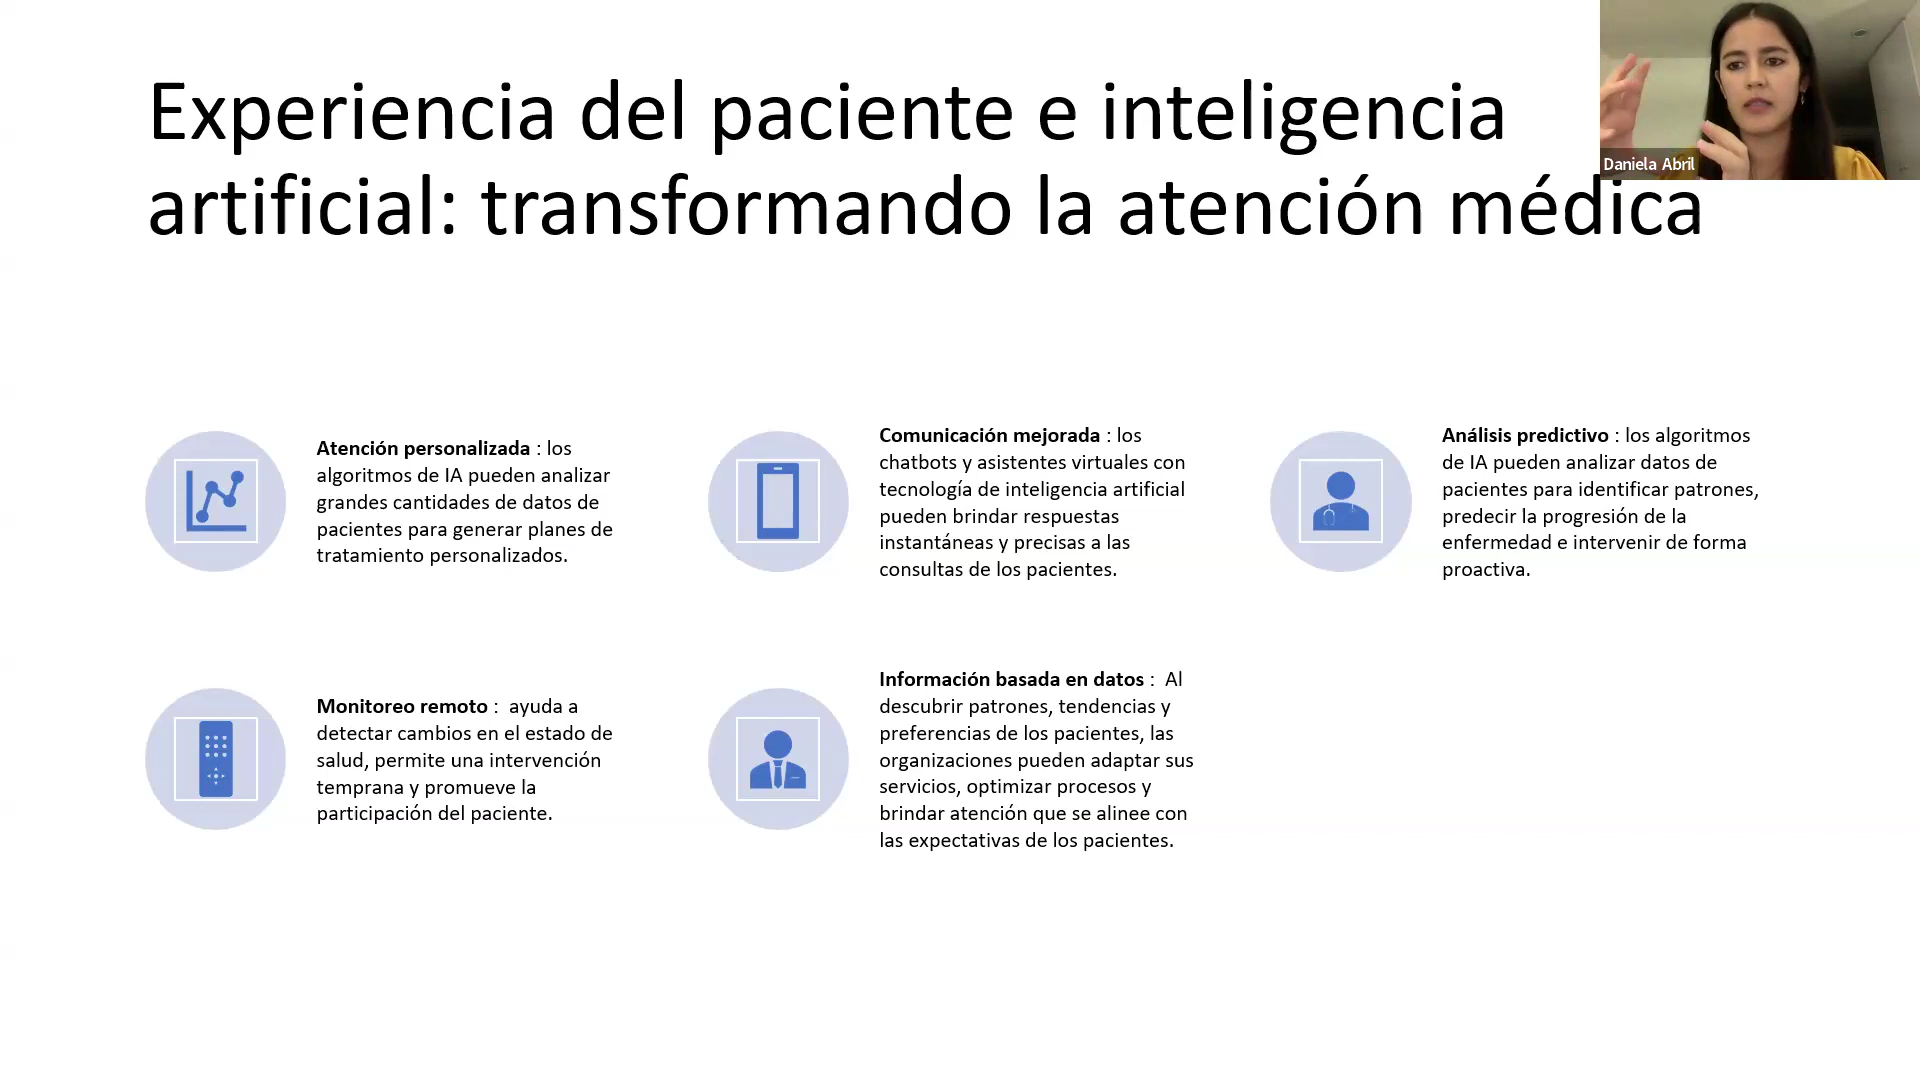 Experiencia del paciente e inteligencia
artificial: transformando la atención médica
Daniela Abril
Atención personalizada : los
algoritmos de IA pueden analizar
grandes cantidades de datos de
pacientes para generar planes de
tratamiento personalizados.
Comunicación mejorada : los
chatbots y asistentes virtuales con
tecnología de inteligencia artificial
pueden brindar respuestas
instantáneas y precisas a las
consultas de los pacientes.
Análisis predictivo : los algoritmos
de IA pueden analizar datos de
pacientes para identificar patrones,
predecir la progresión de la
enfermedad e intervenir de forma
proactiva.
Monitoreo remoto :  ayuda a
detectar cambios en el estado de
salud, permite una intervención
temprana y promueve la
participación del paciente.
Información basada en datos :  Al
descubrir patrones, tendencias y
preferencias de los pacientes, las
organizaciones pueden adaptar sus
servicios, optimizar procesos y
brindar atención que se alinee con
las expectativas de los pacientes.